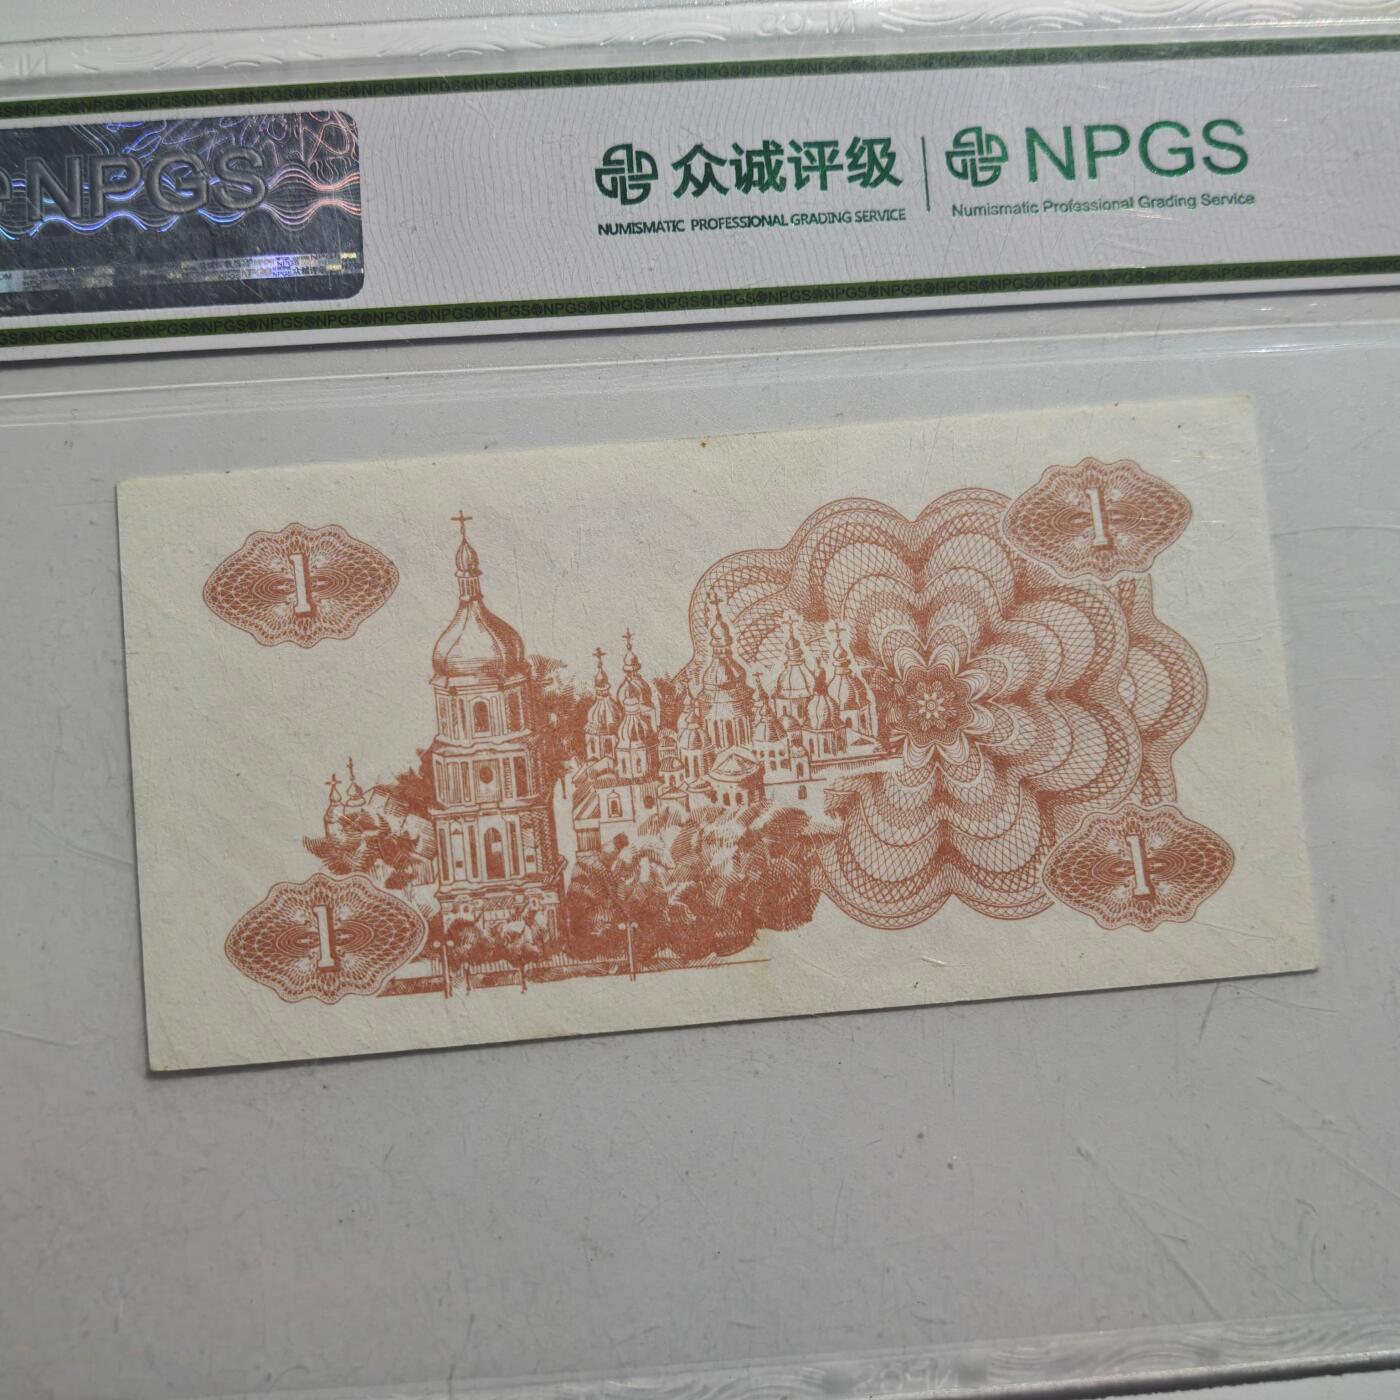 NPGS
众诚评级
NUMISMATIC PROFESSIONAL GRADING SERVICE
NPGS
Numismatic Professional Grading Service
1
1
1
1